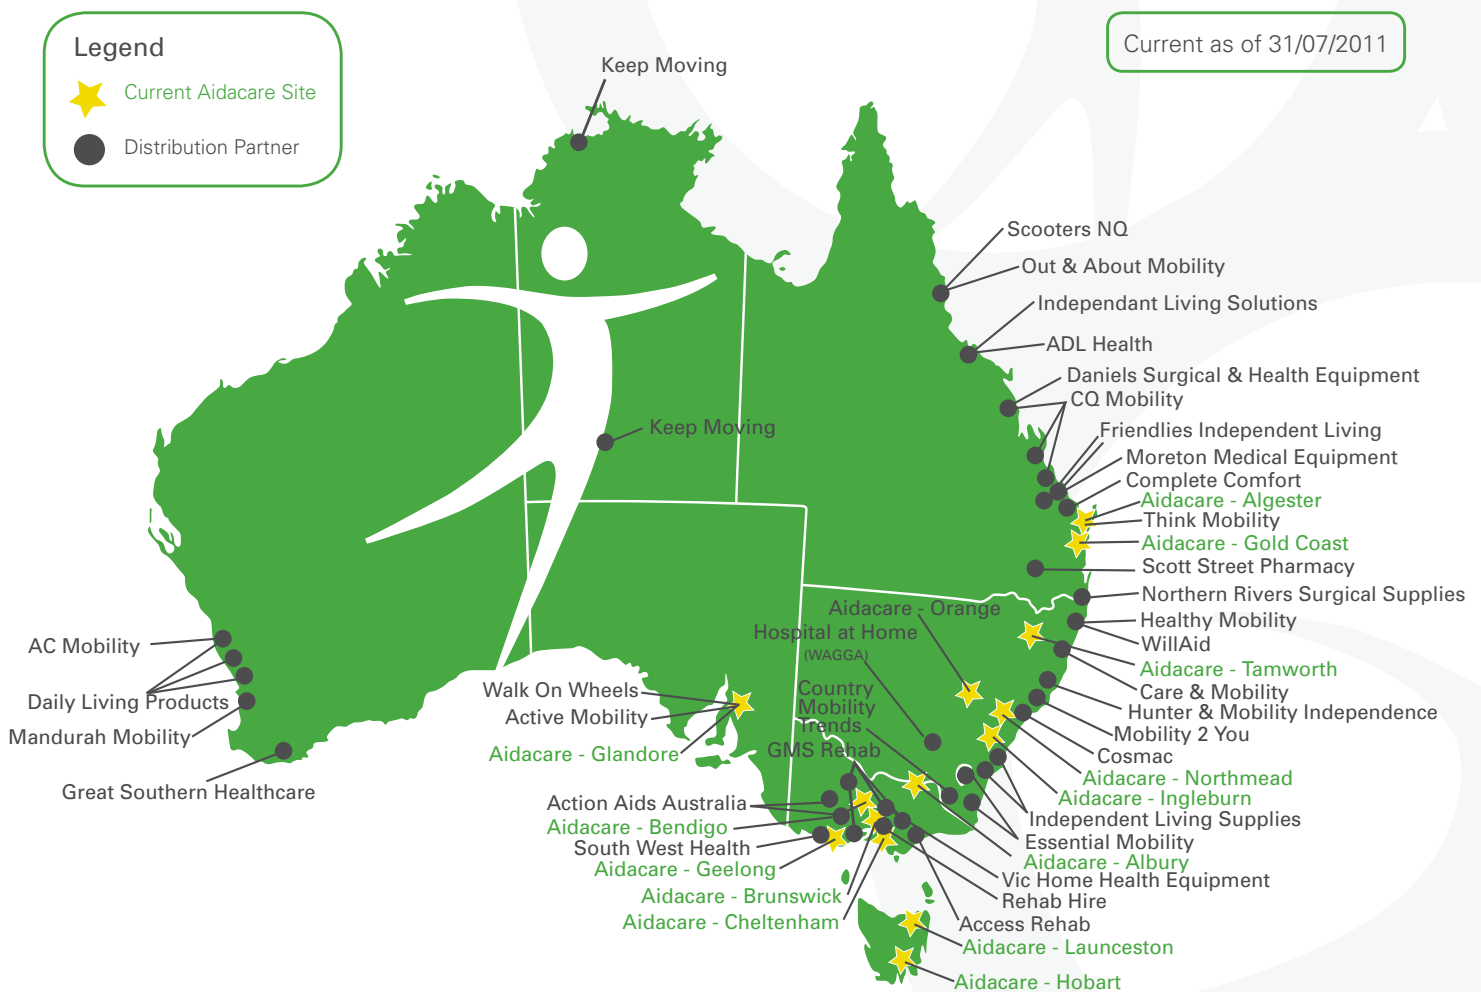 Legend
Current Aidacare Site
Distribution Partner
Current as of 31/07/2011
Keep Moving
Scooters NQ
Out & About Mobility
Independant Living Solutions
ADL Health
Daniels Surgical & Health Equipment
CQ Mobility
Keep Moving
Friendlies Independent Living
Moreton Medical Equipment
Complete Comfort
Aidacare - Algester
Think Mobility
Aidacare - Gold Coast
Scott Street Pharmacy
Northern Rivers Surgical Supplies
Aidacare - Orange
Healthy Mobility
Hospital at Home
(WAGGA)
WillAid
AC Mobility
Aidacare - Tamworth
Walk On Wheels
Country
Mobility
Trends
Care & Mobility
Daily Living Products
Active Mobility
Hunter & Mobility Independence
Mandurah Mobility
Mobility 2 You
Aidacare - Glandore
GMS Rehab
Cosmac
Aidacare - Northmead
Great Southern Healthcare
Aidacare - Ingleburn
Action Aids Australia
Independent Living Supplies
Aidacare - Bendigo
Essential Mobility
South West Health
Aidacare - Albury
Aidacare - Geelong
Vic Home Health Equipment
Aidacare - Brunswick
Rehab Hire
Aidacare - Cheltenham
Access Rehab
Aidacare - Launceston
Aidacare - Hobart